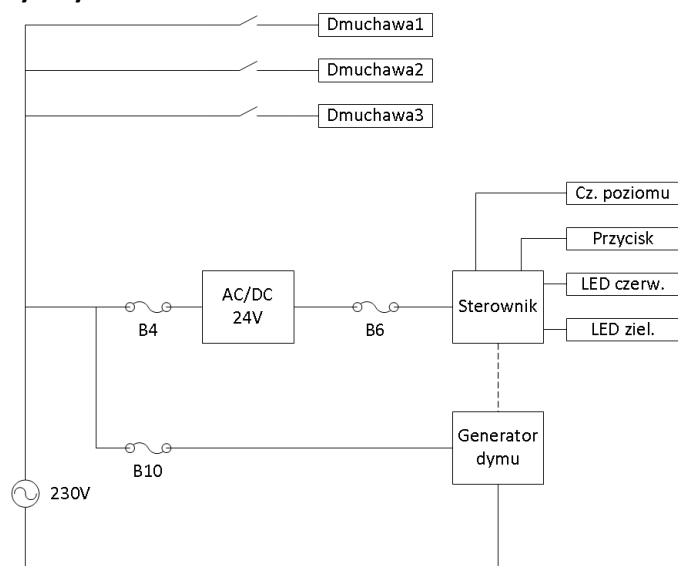 Dmuchawa1
Dmuchawa2
Dmuchawa3
Cz. poziomu
Przycisk
LED czerw.
LED ziel.
AC/DC
24V
Sterownik
B4
B6
Generator
dymu
B10
230V